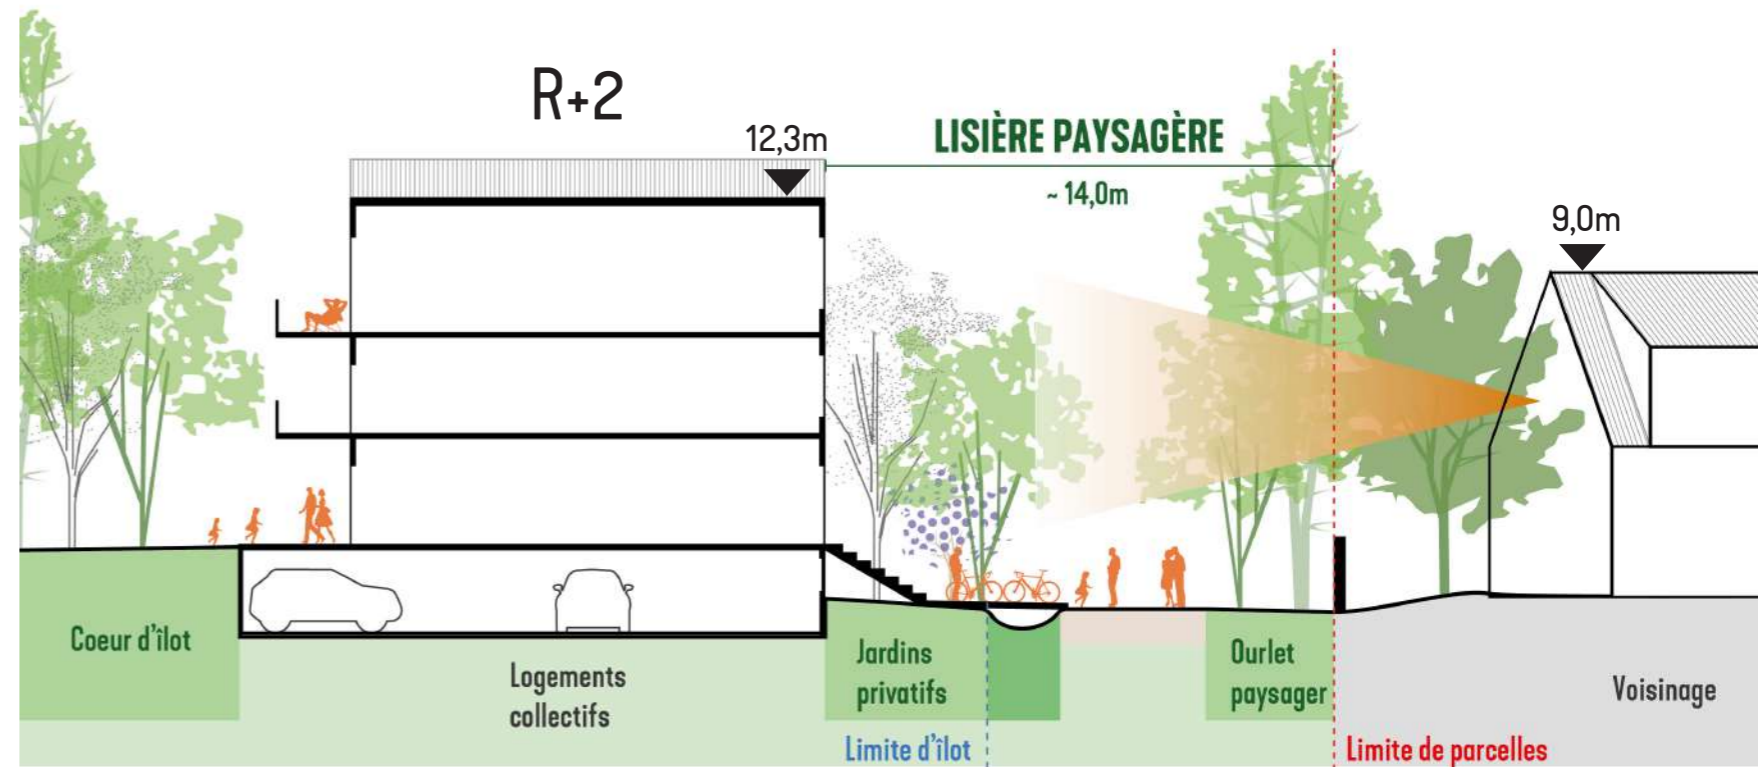 R+2
12,3m
LISIÈRE PAYSAGÈRE
~ 14,0m
9,0m
Coeur d'îlot
Logements
collectifs
Jardins
privatifs
Ourlet
paysager
Voisinage
Limite d'îlot
Limite de parcelles